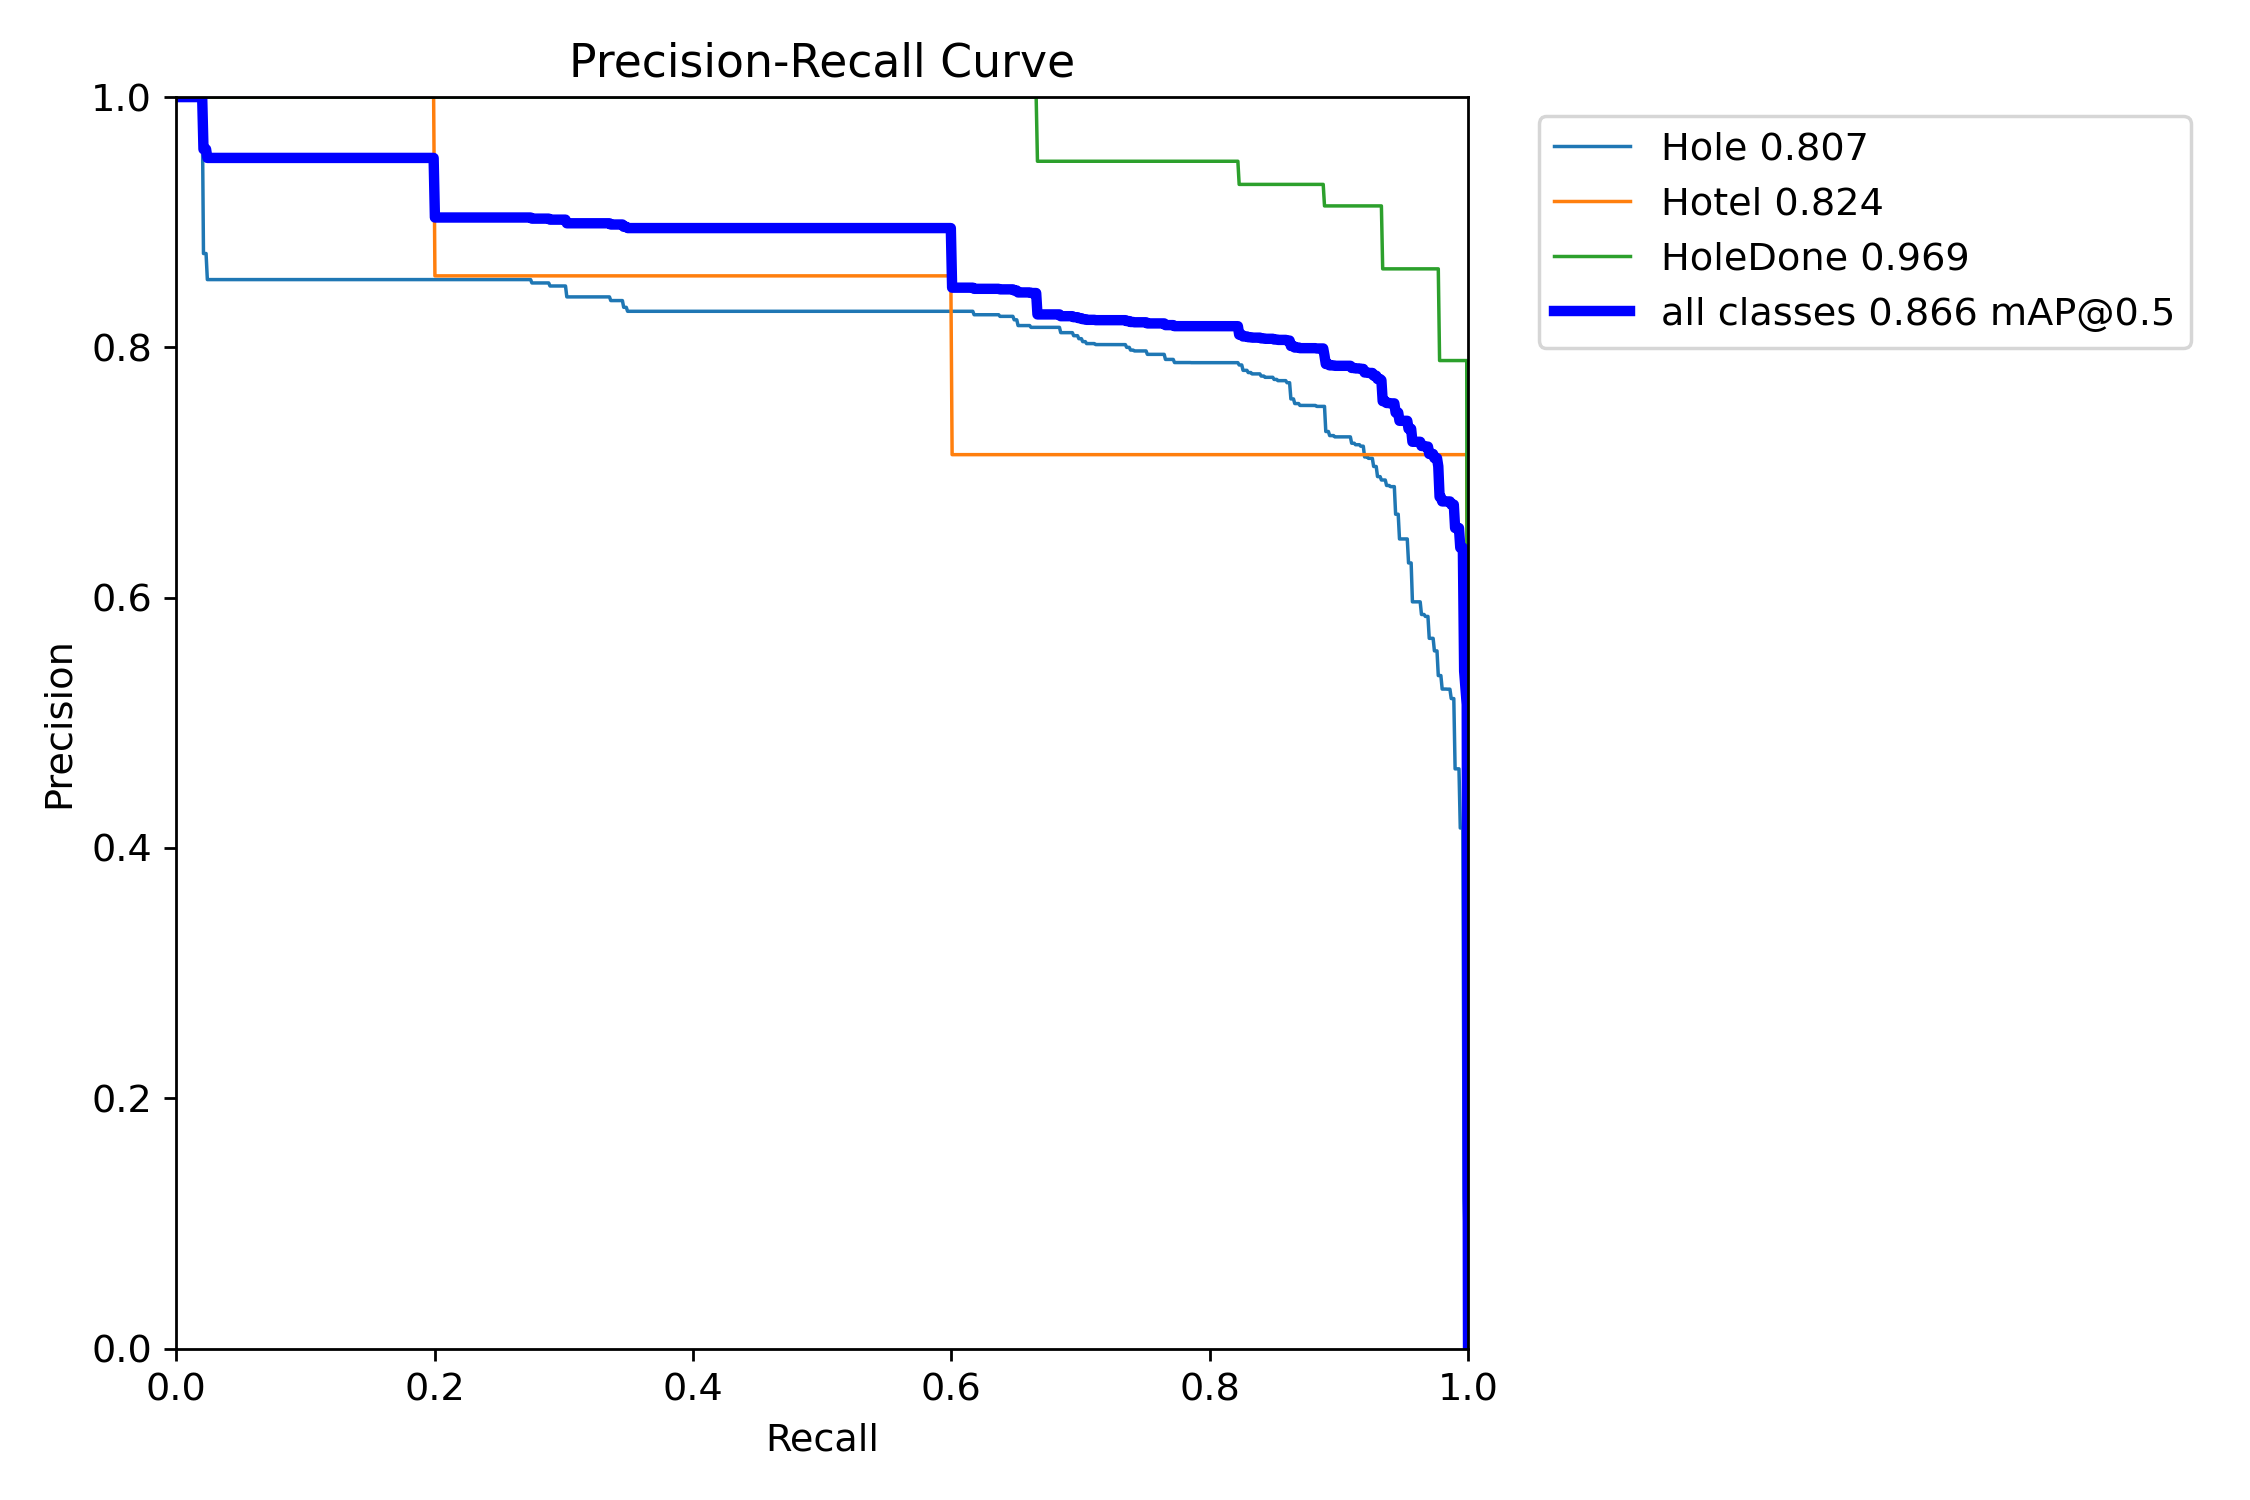 Precision-Recall Curve
1.0
0.8
0.6
0.4
0.2
0.0
Precision
0.0 0.2 0.4 0.6 0.8 1.0
Recall
Hole 0.807
Hotel 0.824
HoleDone 0.969
all classes 0.866 mAP@0.5